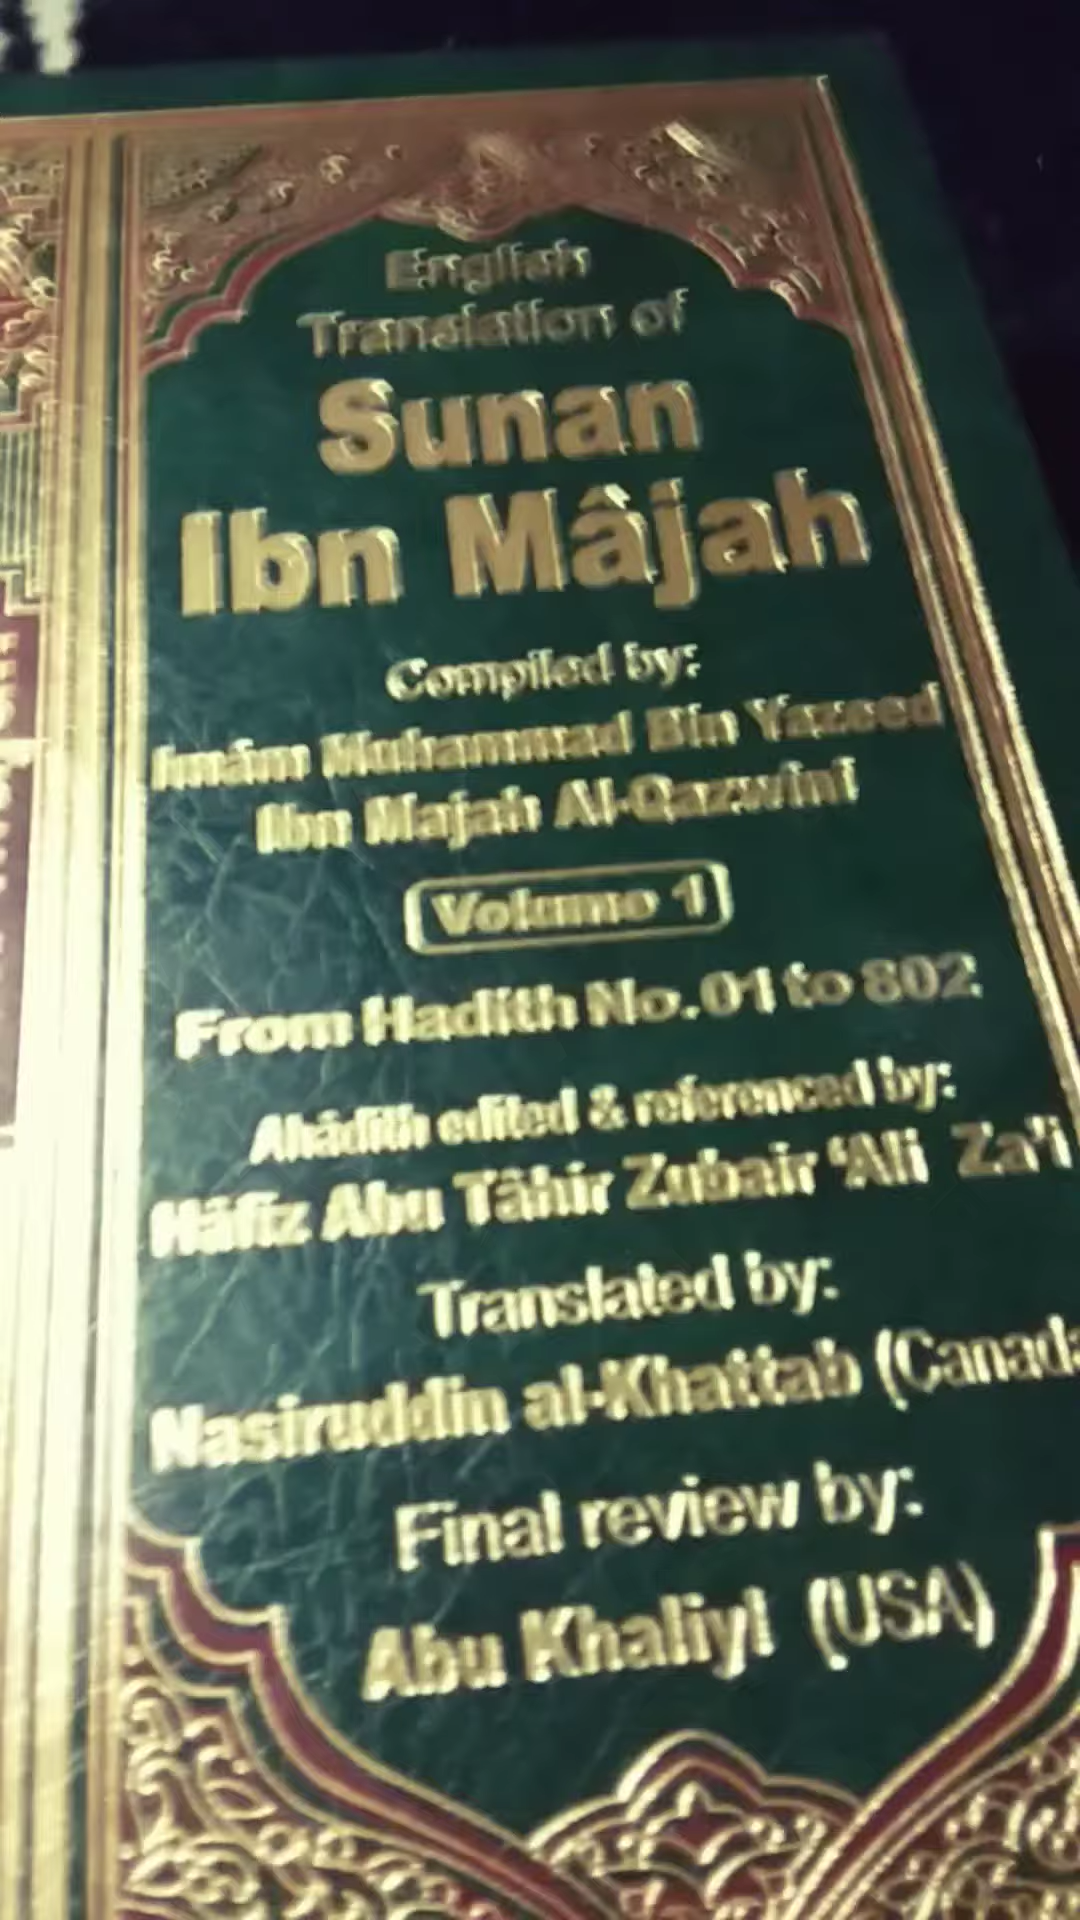 English
Translation of
Sunan
Ibn Mâjah
Compiled by:
Imâm Muhammad Bin Yazeed
Ibn Majah Al-Qazwini
Volume 1
From Hadith No.01 to 802
Ahâdith edited & referenced by:
Hâfiz Abu Tâhir Zubair ‘Ali Za'i
Translated by:
Nasiruddin al-Khattab (Canada
Final review by:
Abu Khaliyl (USA)